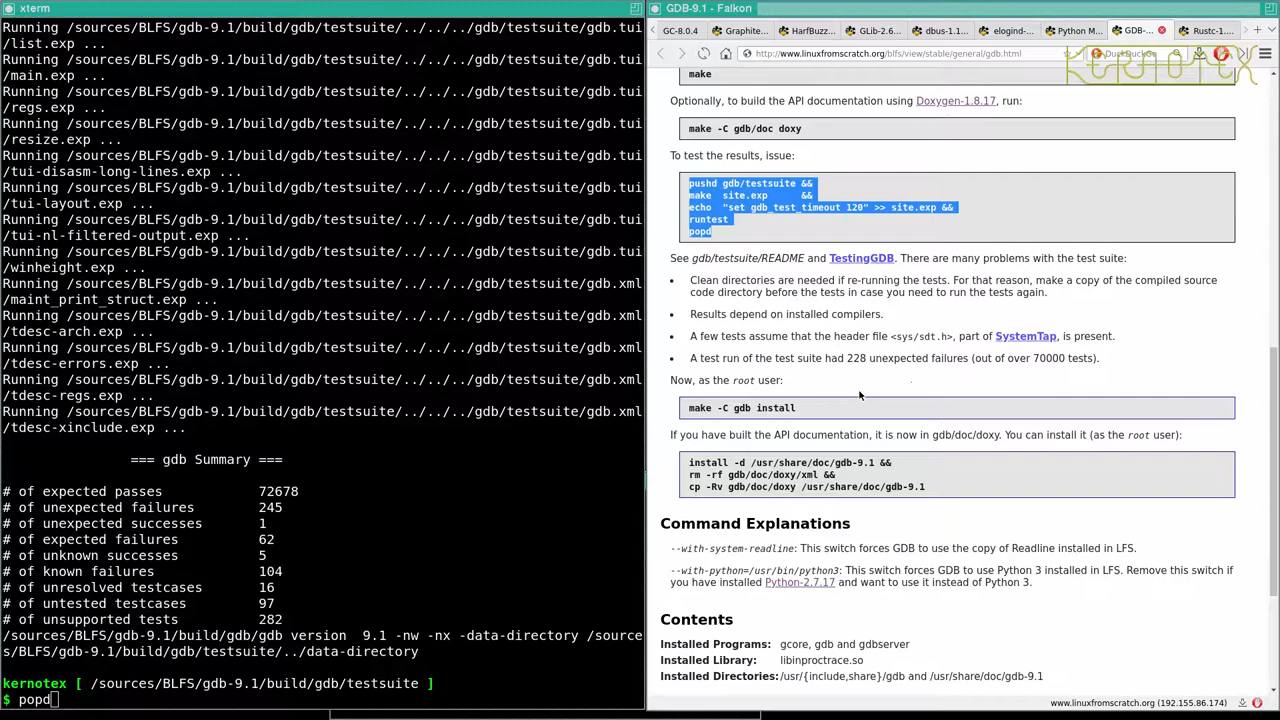 xterm
Running /sources/BLFS/gdb-9.1/build/gdb/testsuite/../../../gdb/testsuite/gdb.tui
/list.exp ...
Running /sources/BLFS/gdb-9.1/build/gdb/testsuite/../../../gdb/testsuite/gdb.tui
/main.exp ...
Running /sources/BLFS/gdb-9.1/build/gdb/testsuite/../../../gdb/testsuite/gdb.tui
/regs.exp ...
Running /sources/BLFS/gdb-9.1/build/gdb/testsuite/../../../gdb/testsuite/gdb.tui
/resize.exp ...
Running /sources/BLFS/gdb-9.1/build/gdb/testsuite/../../../gdb/testsuite/gdb.tui
/tui-disasm-long-lines.exp ...
Running /sources/BLFS/gdb-9.1/build/gdb/testsuite/../../../gdb/testsuite/gdb.tui
/tui-layout.exp ...
Running /sources/BLFS/gdb-9.1/build/gdb/testsuite/../../../gdb/testsuite/gdb.tui
/tui-nl-filtered-output.exp ...
Running /sources/BLFS/gdb-9.1/build/gdb/testsuite/../../../gdb/testsuite/gdb.tui
/winheight.exp ...
Running /sources/BLFS/gdb-9.1/build/gdb/testsuite/../../../gdb/testsuite/gdb.xml
/maint_print_struct.exp ...
Running /sources/BLFS/gdb-9.1/build/gdb/testsuite/../../../gdb/testsuite/gdb.xml
/tdesc-arch.exp ...
Running /sources/BLFS/gdb-9.1/build/gdb/testsuite/../../../gdb/testsuite/gdb.xml
/tdesc-errors.exp ...
Running /sources/BLFS/gdb-9.1/build/gdb/testsuite/../../../gdb/testsuite/gdb.xml
/tdesc-regs.exp ...
Running /sources/BLFS/gdb-9.1/build/gdb/testsuite/../../../gdb/testsuite/gdb.xml
/tdesc-xinclude.exp ...
=== gdb Summary ===
# of expected passes 72678
# of unexpected failures 245
# of unexpected successes 1
# of expected failures 62
# of unknown successes 5
# of known failures 104
# of unresolved testcases 16
# of untested testcases 97
# of unsupported tests 282
/sources/BLFS/gdb-9.1/build/gdb/gdb version 9.1 -nw -nx -data-directory /source
s/BLFS/gdb-9.1/build/gdb/testsuite/../data-directory
kernotex [ /sources/BLFS/gdb-9.1/build/gdb/testsuite ]
$ popd
GDB-9.1 - Falkon
GC-8.0.4 Graphite... HarfBuzz... GLib-2.6... dbus-1.1... elogind-... Python M... GDB-... Rustc-1....
http://www.linuxfromscratch.org/blfs/view/stable/general/gdb.html DuckDuckGo
KERNOTEX
make
Optionally, to build the API documentation using Doxygen-1.8.17, run:
make -C gdb/doc doxy
To test the results, issue:
pushd gdb/testsuite &&
make site.exp &&
echo "set gdb_test_timeout 120" >> site.exp &&
runtest
popd
See gdb/testsuite/README and TestingGDB. There are many problems with the test suite:
Clean directories are needed if re-running the tests. For that reason, make a copy of the compiled source
code directory before the tests in case you need to run the tests again.
Results depend on installed compilers.
A few tests assume that the header file <sys/sdt.h>, part of SystemTap, is present.
A test run of the test suite had 228 unexpected failures (out of over 70000 tests).
Now, as the root user:
make -C gdb install
If you have built the API documentation, it is now in gdb/doc/doxy. You can install it (as the root user):
install -d /usr/share/doc/gdb-9.1 &&
rm -rf gdb/doc/doxy/xml &&
cp -Rv gdb/doc/doxy /usr/share/doc/gdb-9.1
Command Explanations
--with-system-readline: This switch forces GDB to use the copy of Readline installed in LFS.
--with-python=/usr/bin/python3: This switch forces GDB to use Python 3 installed in LFS. Remove this switch if
you have installed Python-2.7.17 and want to use it instead of Python 3.
Contents
Installed Programs: gcore, gdb and gdbserver
Installed Library: libinproctrace.so
Installed Directories: /usr/{include,share}/gdb and /usr/share/doc/gdb-9.1
www.linuxfromscratch.org (192.155.86.174)